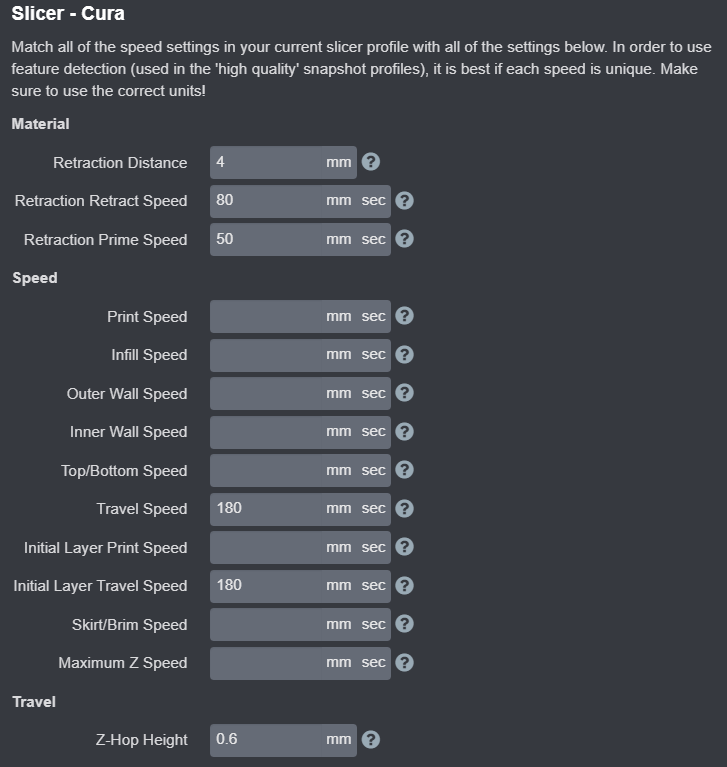 Slicer - Cura
Match all of the speed settings in your current slicer profile with all of the settings below. In order to use
feature detection (used in the 'high quality' snapshot profiles), it is best if each speed is unique. Make
sure to use the correct units!
Material
Retraction Distance 4 mm ?
Retraction Retract Speed 80 mm sec ?
Retraction Prime Speed 50 mm sec ?
Speed
Print Speed mm sec ?
Infill Speed mm sec ?
Outer Wall Speed mm sec ?
Inner Wall Speed mm sec ?
Top/Bottom Speed mm sec ?
Travel Speed 180 mm sec ?
Initial Layer Print Speed mm sec ?
Initial Layer Travel Speed 180 mm sec ?
Skirt/Brim Speed mm sec ?
Maximum Z Speed mm sec ?
Travel
Z-Hop Height 0.6 mm ?